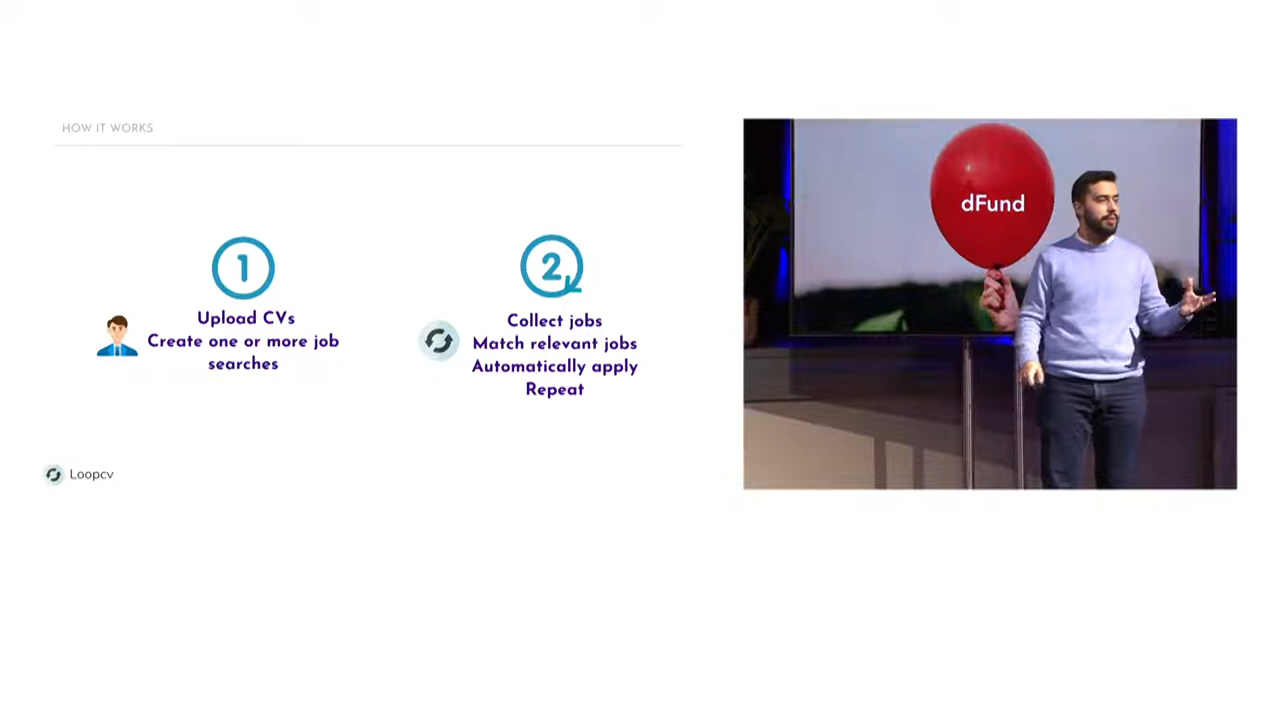 HOW IT WORKS
1
Upload CVs
Create one or more job
searches
2
Collect jobs
Match relevant jobs
Automatically apply
Repeat
Loopcv
dFund